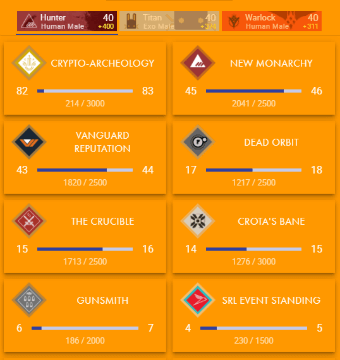 Hunter 40
Human Male +400
Titan 40
Exo Male
Warlock 40
Human Male +311
CRYPTO-ARCHEOLOGY
82 83
214 / 3000
NEW MONARCHY
45 46
2041 / 2500
VANGUARD
REPUTATION
43 44
1820 / 2500
DEAD ORBIT
17 18
1217 / 2500
THE CRUCIBLE
15 16
1713 / 2500
CROTA'S BANE
14 15
1276 / 3000
GUNSMITH
6 7
186 / 2000
SRL EVENT STANDING
4 5
230 / 1500